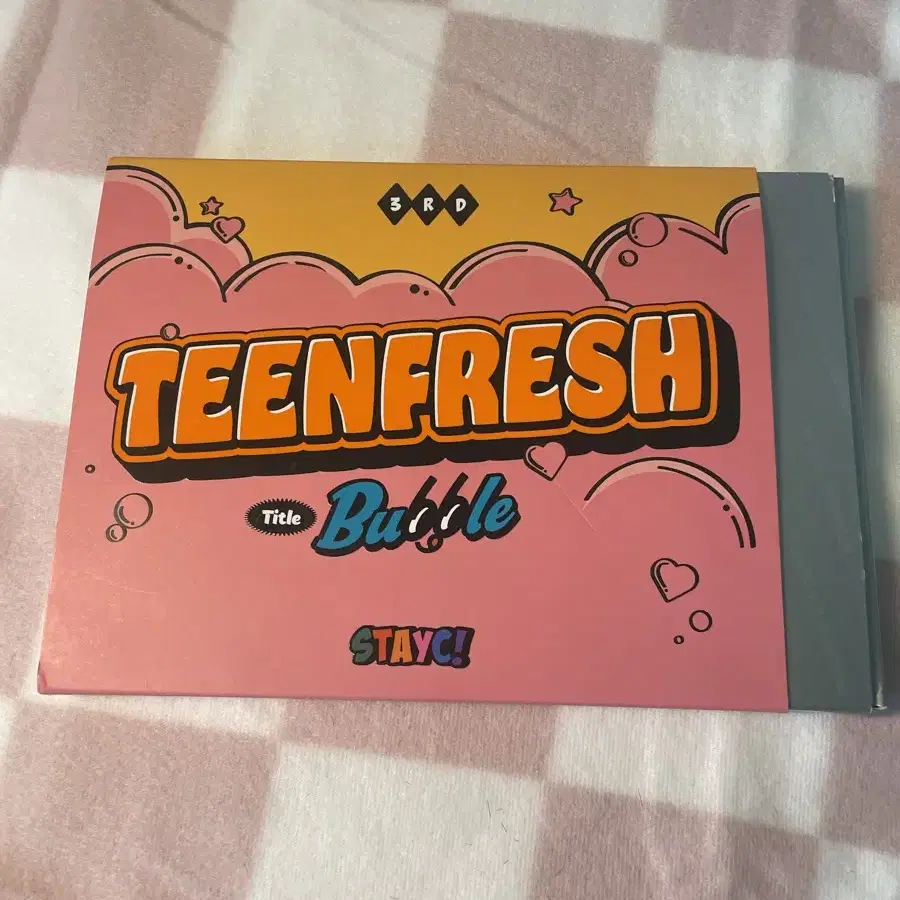 3RD
TEENFRESH
Title Bubble
STAYC!